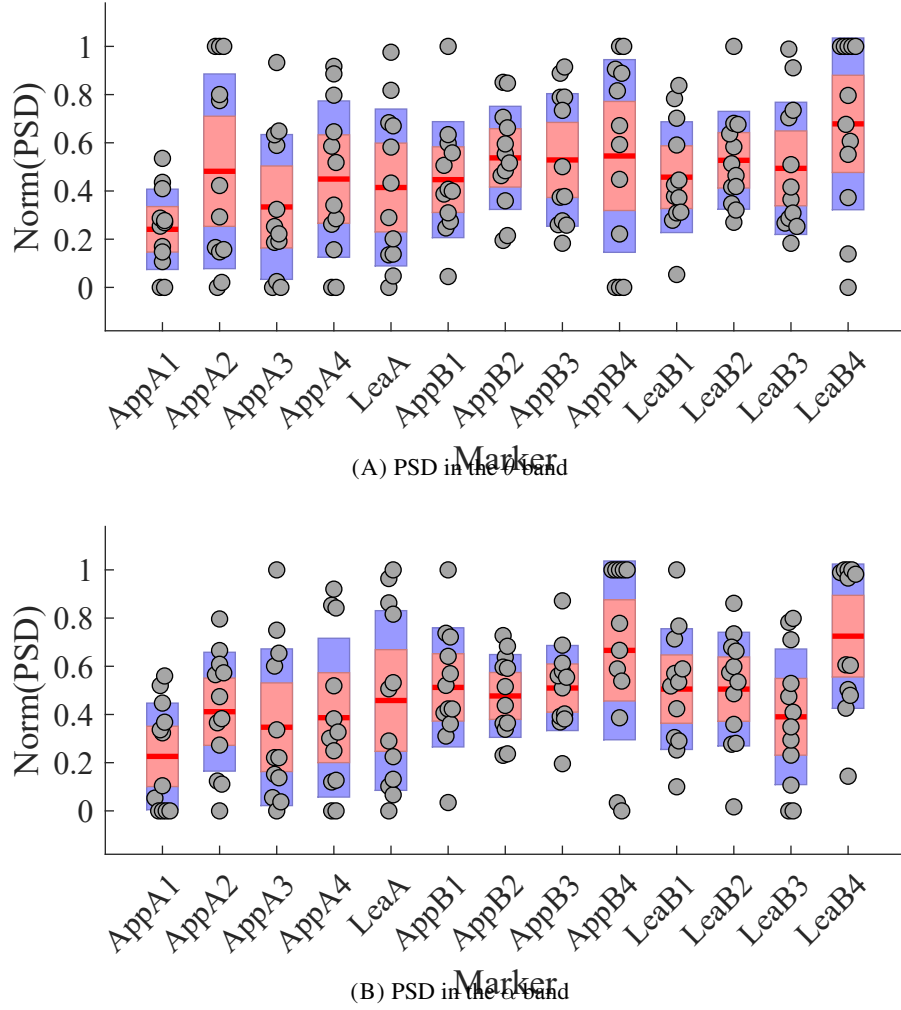 1
0.8
0.6
0.4
0.2
0
Norm(PSD)
AppA1 AppA2 AppA3 AppA4 LeaA AppB1 AppB2 AppB3 AppB4 LeaB1 LeaB2 LeaB3 LeaB4
Marker
(A) PSD in the θ band
1
0.8
0.6
0.4
0.2
0
Norm(PSD)
AppA1 AppA2 AppA3 AppA4 LeaA AppB1 AppB2 AppB3 AppB4 LeaB1 LeaB2 LeaB3 LeaB4
Marker
(B) PSD in the α band